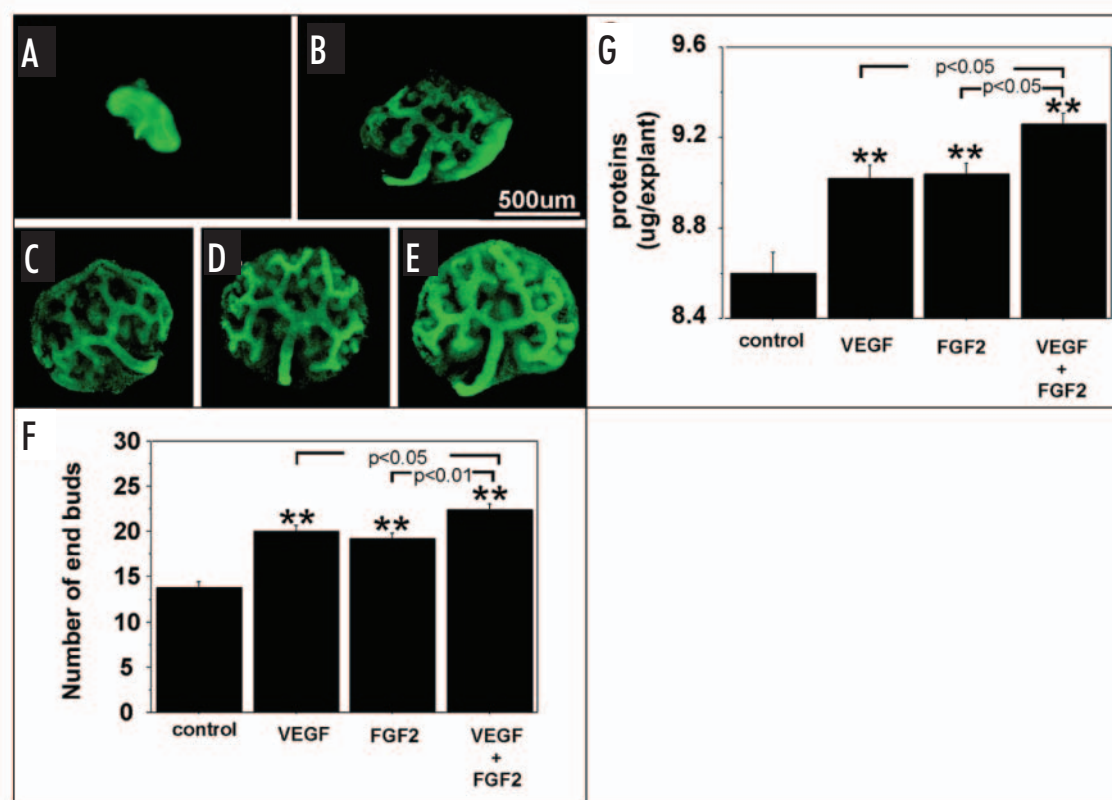 A
B
500um
C
D
E
F
Number of end buds
30
25
20
15
10
5
0
p<0.05
p<0.01
**
**
**
control
VEGF
FGF2
VEGF
+
FGF2
G
proteins
(ug/explant)
9.6
9.2
8.8
8.4
p<0.05
p<0.05
**
**
**
control
VEGF
FGF2
VEGF
+
FGF2